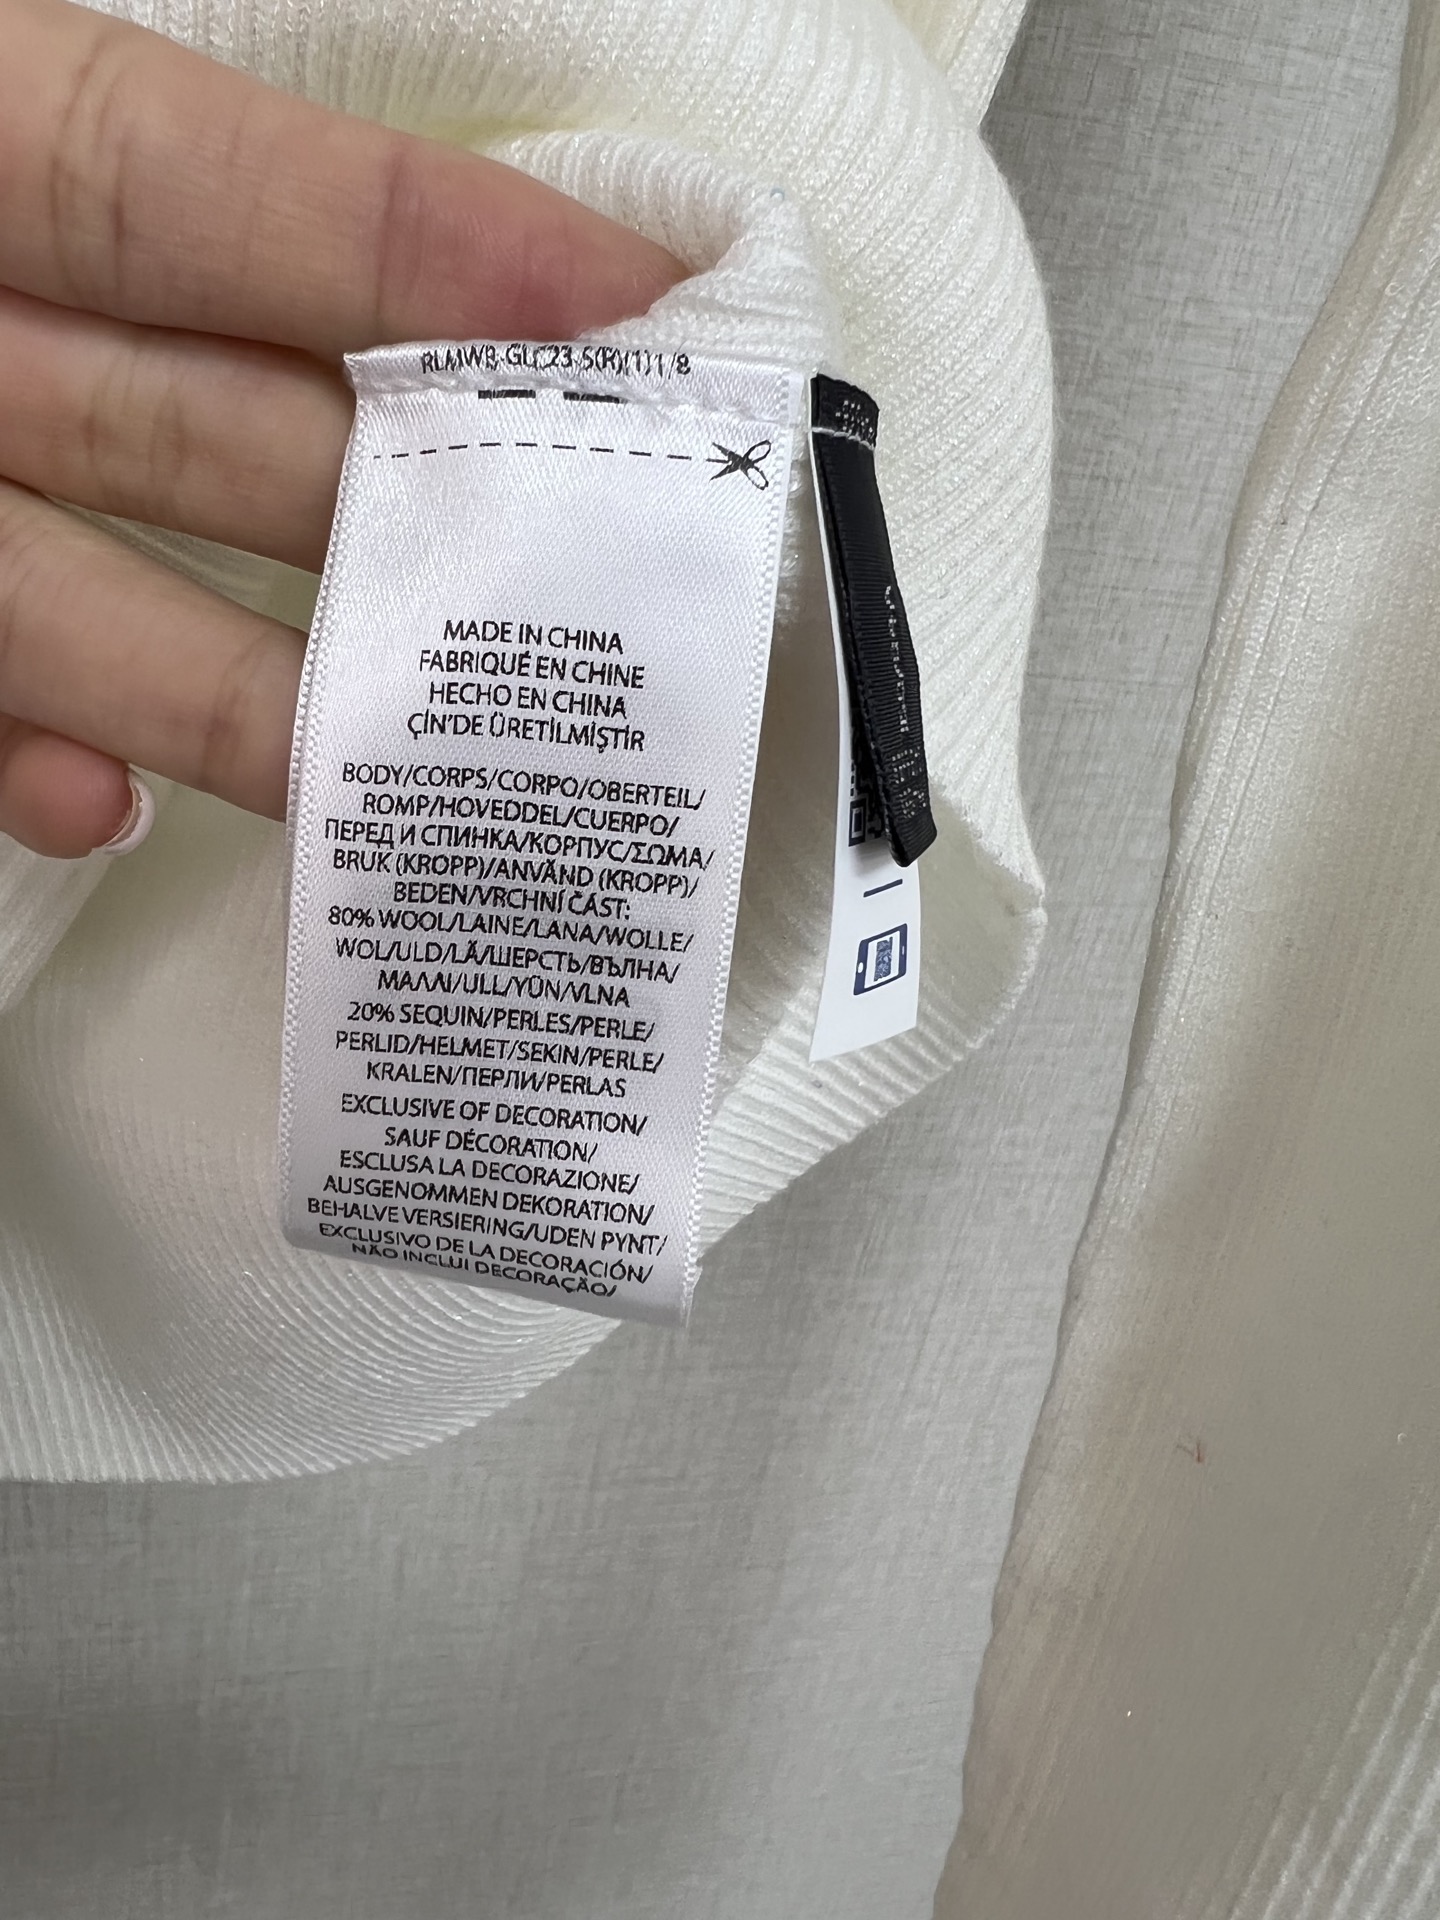 RLMWB-GLC23-S(R)(1)1/8
MADE IN CHINA
FABRIQUÉ EN CHINE
HECHO EN CHINA
ÇİN'DE ÜRETİLMİŞTİR
BODY/CORPS/CORPO/OBERTEIL/
ROMP/HOVEDDEL/CUERPO/
ПЕРЕД И СПИНКА/КОРПУС/ΣΩΜΑ/
BRUK (KROPP)/ANVÄND (KROPP)/
BEDEN/VRCHNÍ ČÁST:
80% WOOL/LAINE/LANA/WOLLE/
WOL/ULD/LÃ/ШЕРСТЬ/ВЪЛНА/
ΜΑΛΛΙ/ULL/YÜN/VLNA
20% SEQUIN/PERLES/PERLE/
PERLID/HELMET/SEKIN/PERLE/
KRALEN/ПЕРЛИ/PERLAS
EXCLUSIVE OF DECORATION/
SAUF DÉCORATION/
ESCLUSA LA DECORAZIONE/
AUSGENOMMEN DEKORATION/
BEHALVE VERSIERING/UDEN PYNT/
EXCLUSIVO DE LA DECORACIÓN/
NÃO INCLUI DECORAÇÃO/